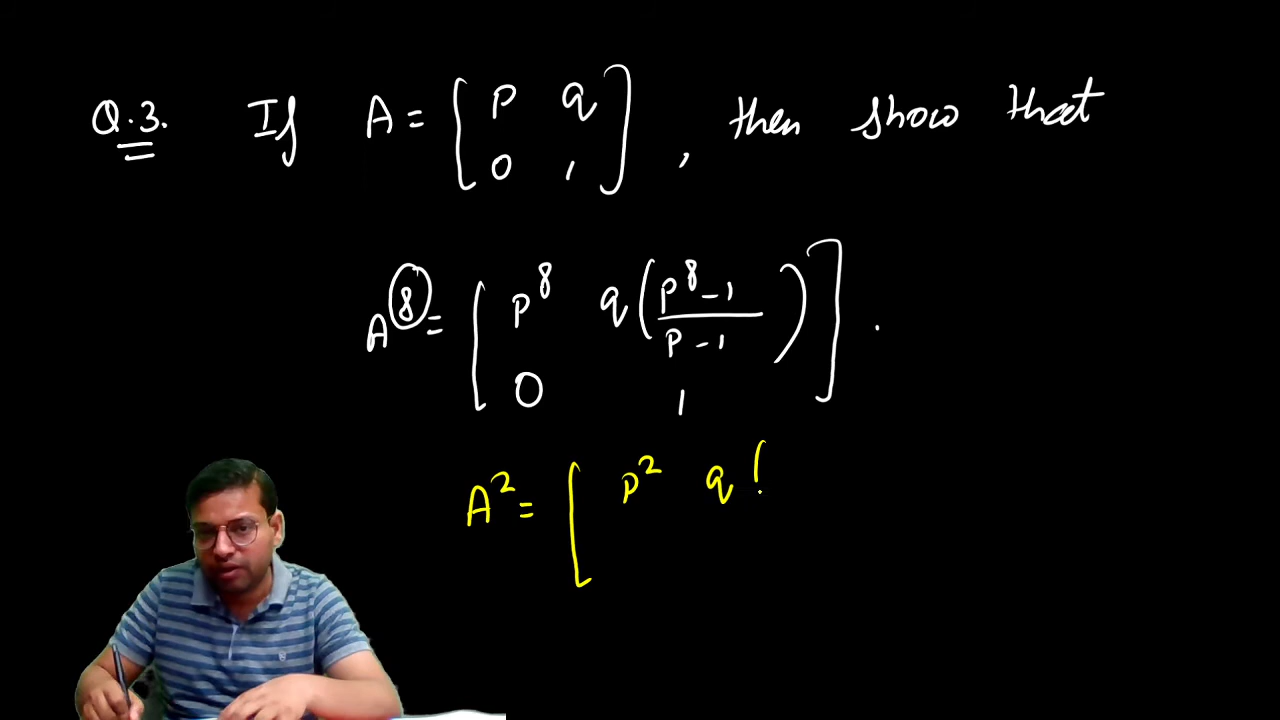 Q.3. If A = [ p q ; 0 1 ] , then show that
A^8 = [ p^8 q( (p^8-1)/(p-1) ) ; 0 1 ] .
A^2 = [ p^2 q (